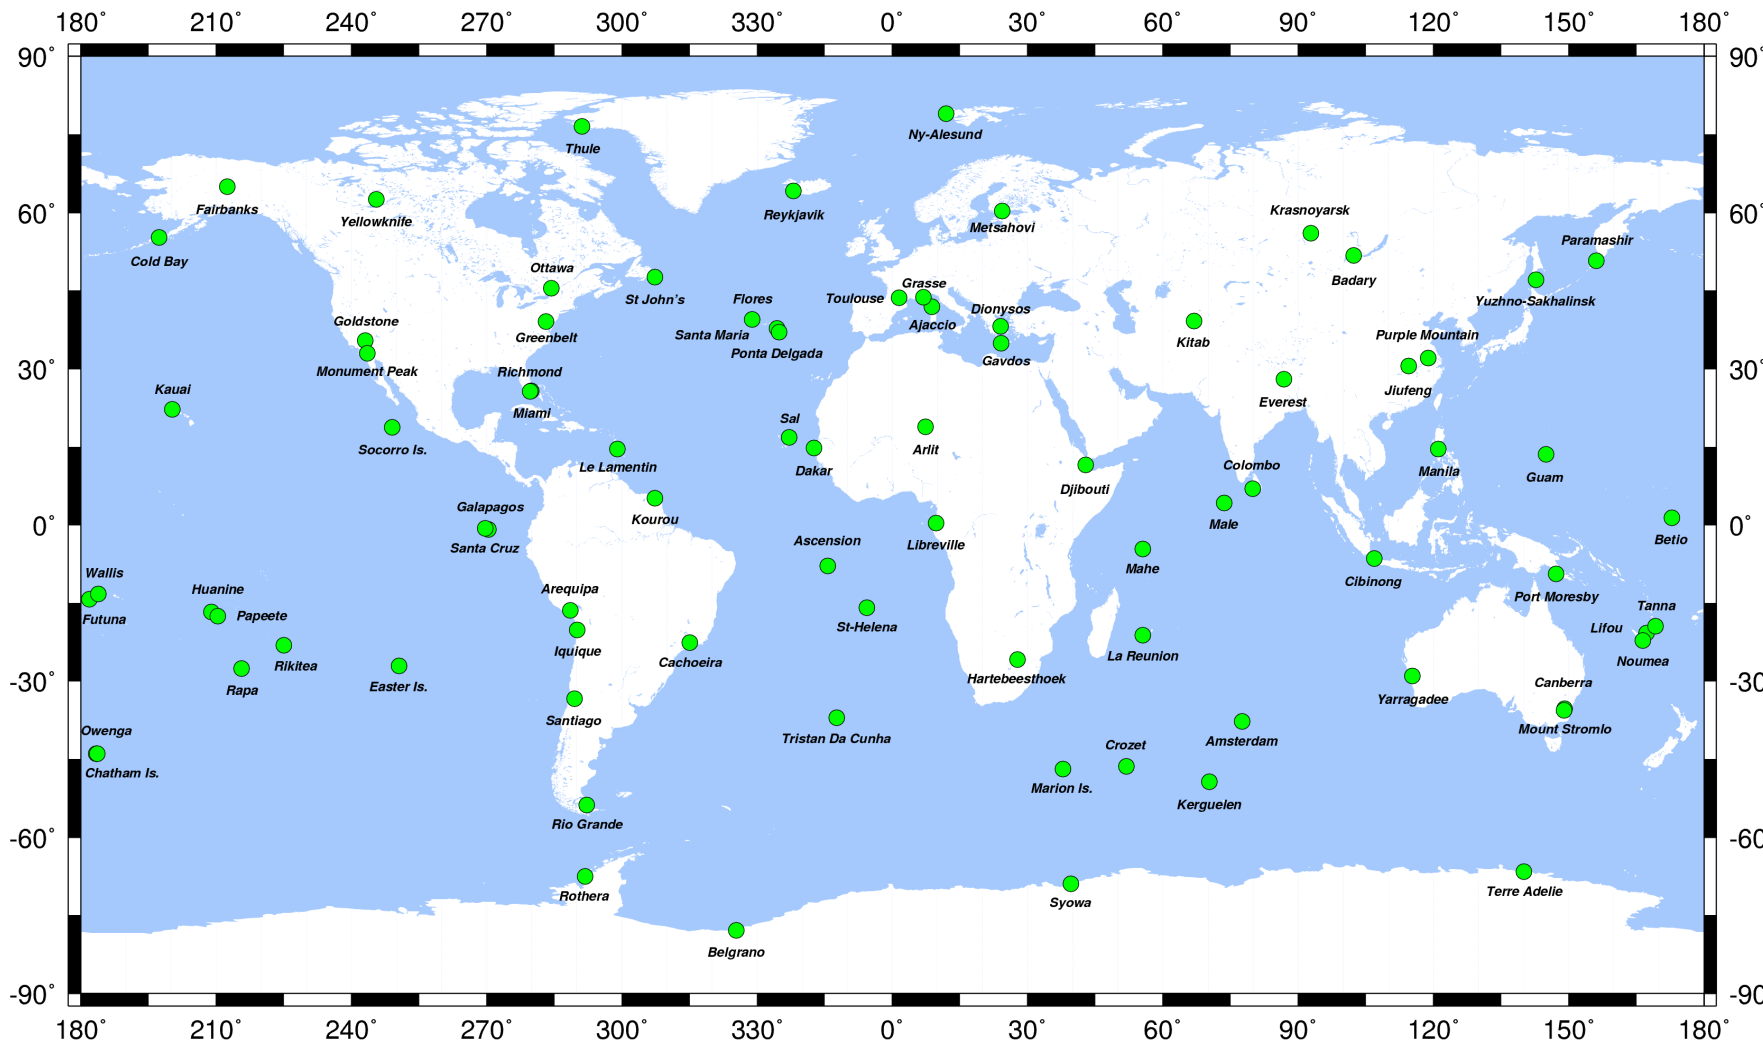 180° 210° 240° 270° 300° 330° 0° 30° 60° 90° 120° 150° 180°
90° 90°
Ny-Alesund
Thule
Fairbanks
Yellowknife
Reykjavik
Metsahovi
60° 60°
Krasnoyarsk
Cold Bay
Badary
Paramashir
Ottawa
St John's
Flores
Toulouse
Grasse
Yuzhno-Sakhalinsk
Goldstone
Greenbelt
Santa Maria
Ajaccio
Dionysos
Purple Mountain
Kitab
Ponta Delgada
Gavdos
30° 30°
Monument Peak
Richmond
Kauai
Miami
Everest
Jiufeng
Socorro Is.
Le Lamentin
Sal
Dakar
Arlit
Djibouti
Colombo
Manila
Guam
Galapagos
Kourou
Male
0° 0°
Santa Cruz
Ascension
Libreville
Betio
Wallis
Huanine
Arequipa
Mahe
Cibinong
Port Moresby
Futuna
Papeete
St-Helena
Tanna
Lifou
Rikitea
Iquique
Cachoeira
La Reunion
Noumea
-30° -30
Rapa
Easter Is.
Hartebeesthoek
Yarragadee
Canberra
Owenga
Santiago
Tristan Da Cunha
Crozet
Amsterdam
Mount Stromlo
Chatham Is.
Marion Is.
Kerguelen
Rio Grande
-60° -60
Rothera
Syowa
Terre Adelie
Belgrano
-90° -90
180° 210° 240° 270° 300° 330° 0° 30° 60° 90° 120° 150° 180°